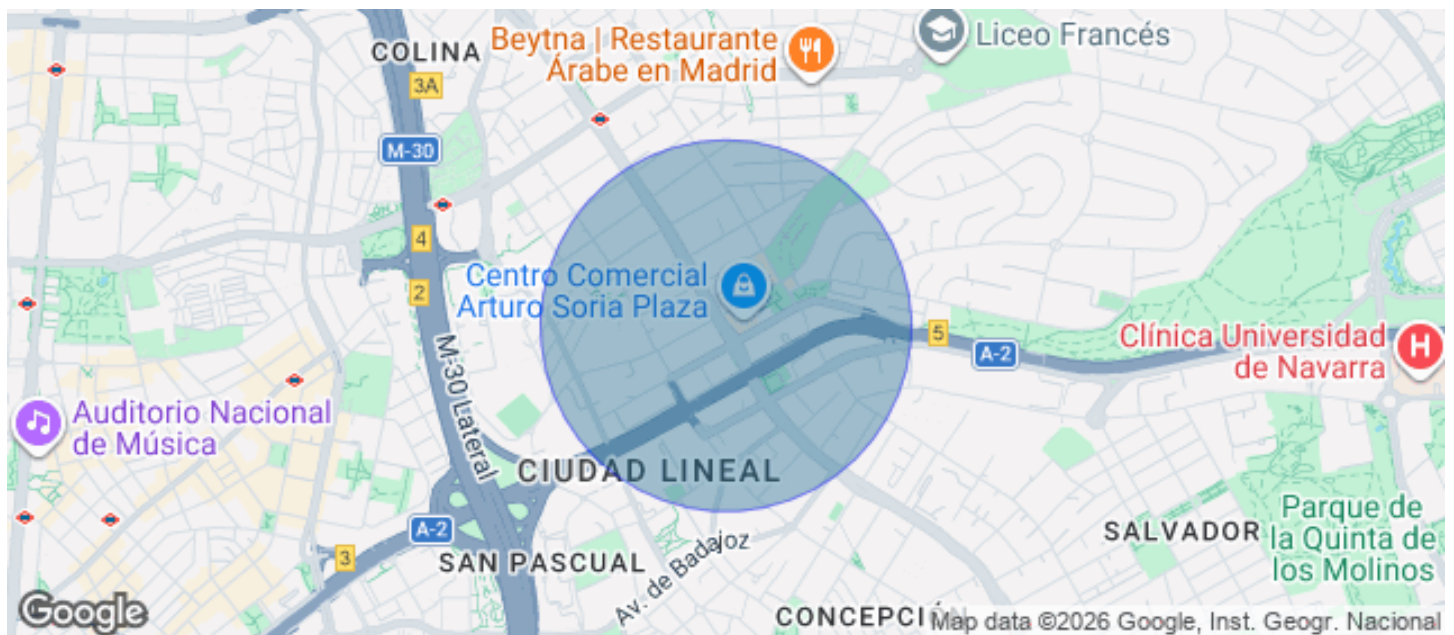 COLINA
Beytna | Restaurante
Árabe en Madrid
Liceo Francés
3A
M-30
4
2
Centro Comercial
Arturo Soria Plaza
5
A-2
Clínica Universidad
de Navarra
H
M-30 Lateral
Auditorio Nacional
de Música
CIUDAD LINEAL
A-2
3
SAN PASCUAL
Av. de Badajoz
SALVADOR
Parque de
la Quinta de
los Molinos
Google
CONCEPCIÓN
Map data ©2026 Google, Inst. Geogr. Nacional